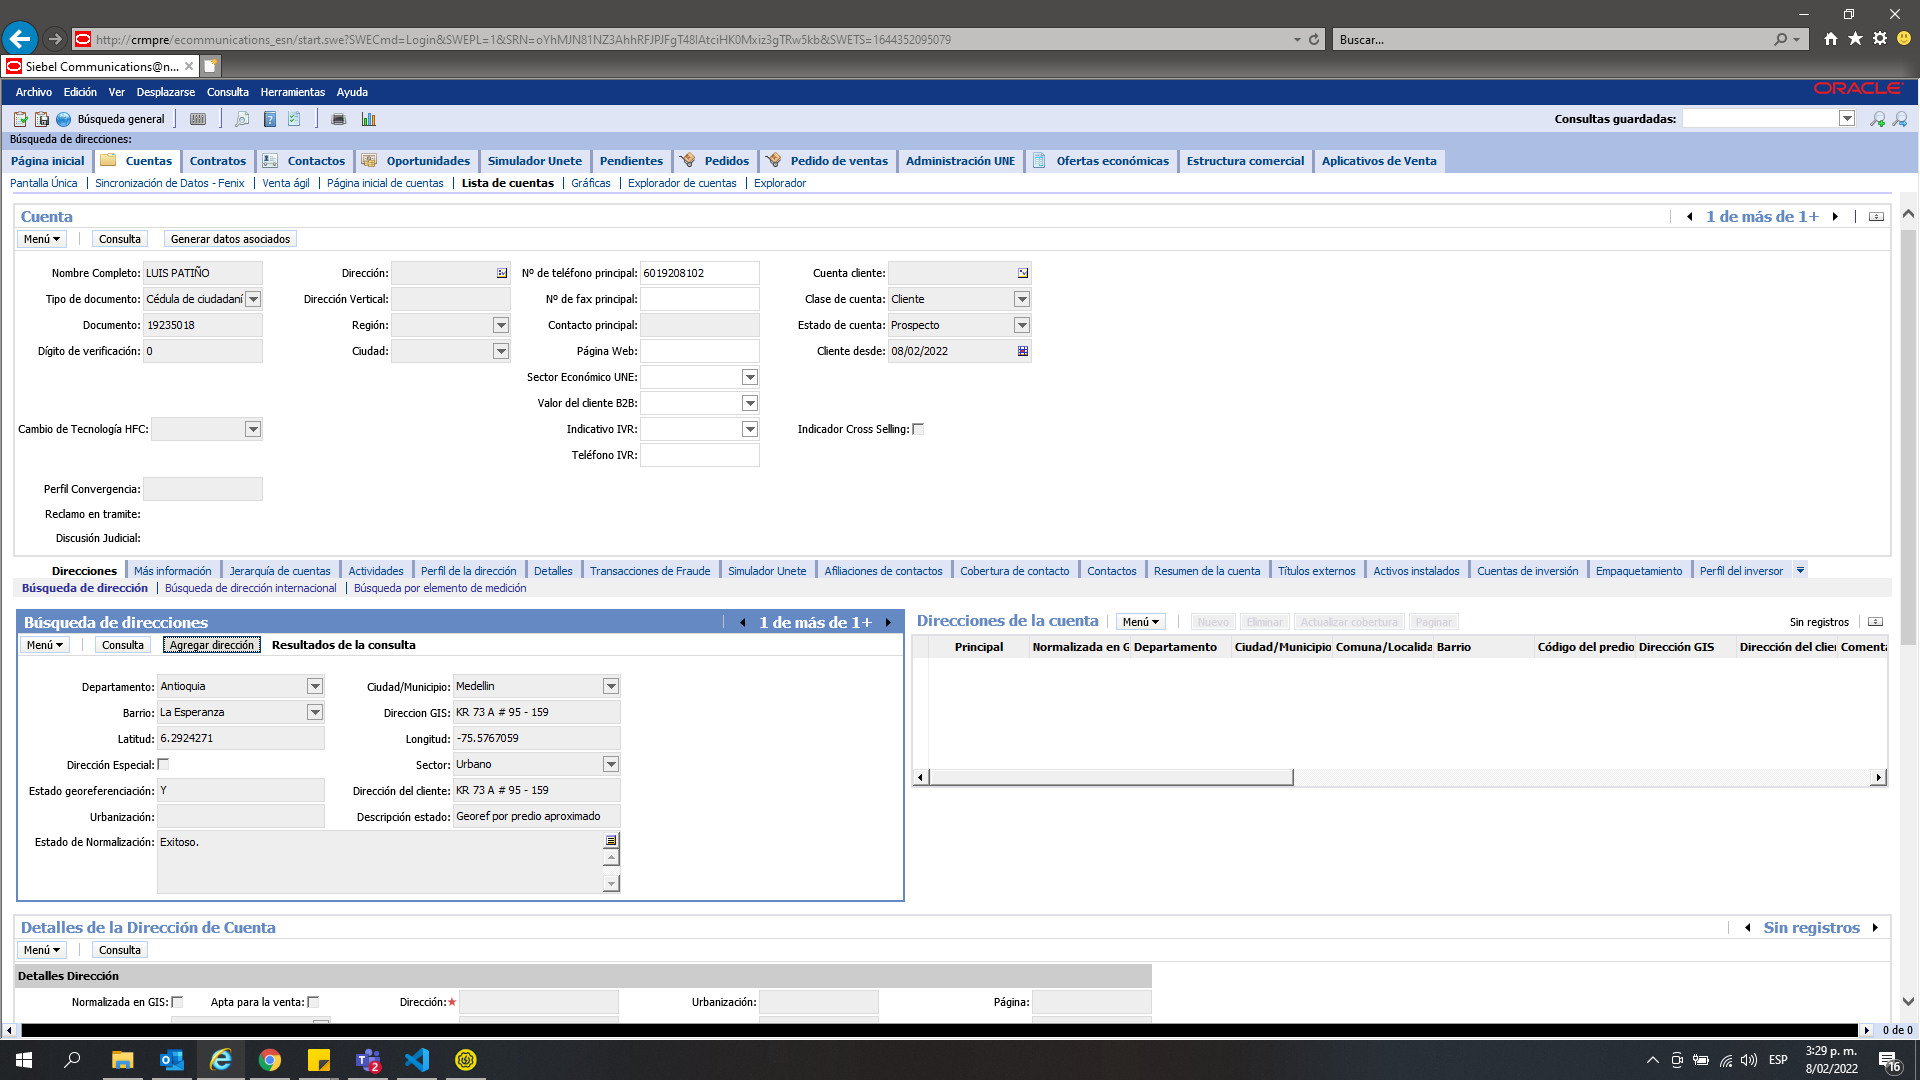 http://crmpre/ecommunications_esn/start.swe?SWECmd=Login&SWEPL=1&SRN=oYhMJN81NZ3AhhRFJPJFgT48lAtciHK0Mxiz3gTRw5kb&SWETS=1644352095079
Buscar...
Siebel Communications@n...
Archivo Edición Ver Desplazarse Consulta Herramientas Ayuda
ORACLE
Búsqueda general
Consultas guardadas:
Búsqueda de direcciones:
Página inicial Cuentas Contratos Contactos Oportunidades Simulador Unete Pendientes Pedidos Pedido de ventas Administración UNE Ofertas económicas Estructura comercial Aplicativos de Venta
Pantalla Única Sincronización de Datos - Fenix Venta ágil Página inicial de cuentas Lista de cuentas Gráficas Explorador de cuentas Explorador
Cuenta 1 de más de 1+
Menú Consulta Generar datos asociados
Nombre Completo: LUIS PATIÑO Dirección: Nº de teléfono principal: 6019208102 Cuenta cliente:
Tipo de documento: Cédula de ciudadaní Dirección Vertical: Nº de fax principal: Clase de cuenta: Cliente
Documento: 19235018 Región: Contacto principal: Estado de cuenta: Prospecto
Dígito de verificación: 0 Ciudad: Página Web: Cliente desde: 08/02/2022
Sector Económico UNE:
Valor del cliente B2B:
Cambio de Tecnología HFC: Indicativo IVR: Indicador Cross Selling:
Teléfono IVR:
Perfil Convergencia:
Reclamo en tramite:
Discusión Judicial:
Direcciones Más información Jerarquía de cuentas Actividades Perfil de la dirección Detalles Transacciones de Fraude Simulador Unete Afiliaciones de contactos Cobertura de contacto Contactos Resumen de la cuenta Títulos externos Activos instalados Cuentas de inversión Empaquetamiento Perfil del inversor
Búsqueda de dirección Búsqueda de dirección internacional Búsqueda por elemento de medición
Búsqueda de direcciones 1 de más de 1+
Menú Consulta Agregar dirección Resultados de la consulta
Departamento: Antioquia Ciudad/Municipio: Medellin
Barrio: La Esperanza Direccion GIS: KR 73 A # 95 - 159
Latitud: 6.2924271 Longitud: -75.5767059
Dirección Especial: Sector: Urbano
Estado georeferenciación: Y Dirección del cliente: KR 73 A # 95 - 159
Urbanización: Descripción estado: Georef por predio aproximado
Estado de Normalización: Exitoso.
Direcciones de la cuenta Menú Nuevo Eliminar Actualizar cobertura Paginar Sin registros
Principal Normalizada en G Departamento Ciudad/Municipio Comuna/Localida Barrio Código del predio Dirección GIS Dirección del clie Coment
Detalles de la Dirección de Cuenta Sin registros
Menú Consulta
Detalles Dirección
Normalizada en GIS: Apta para la venta: Dirección:★ Urbanización: Página:
0 de 0
2
ESP
3:29 p. m.
8/02/2022
16